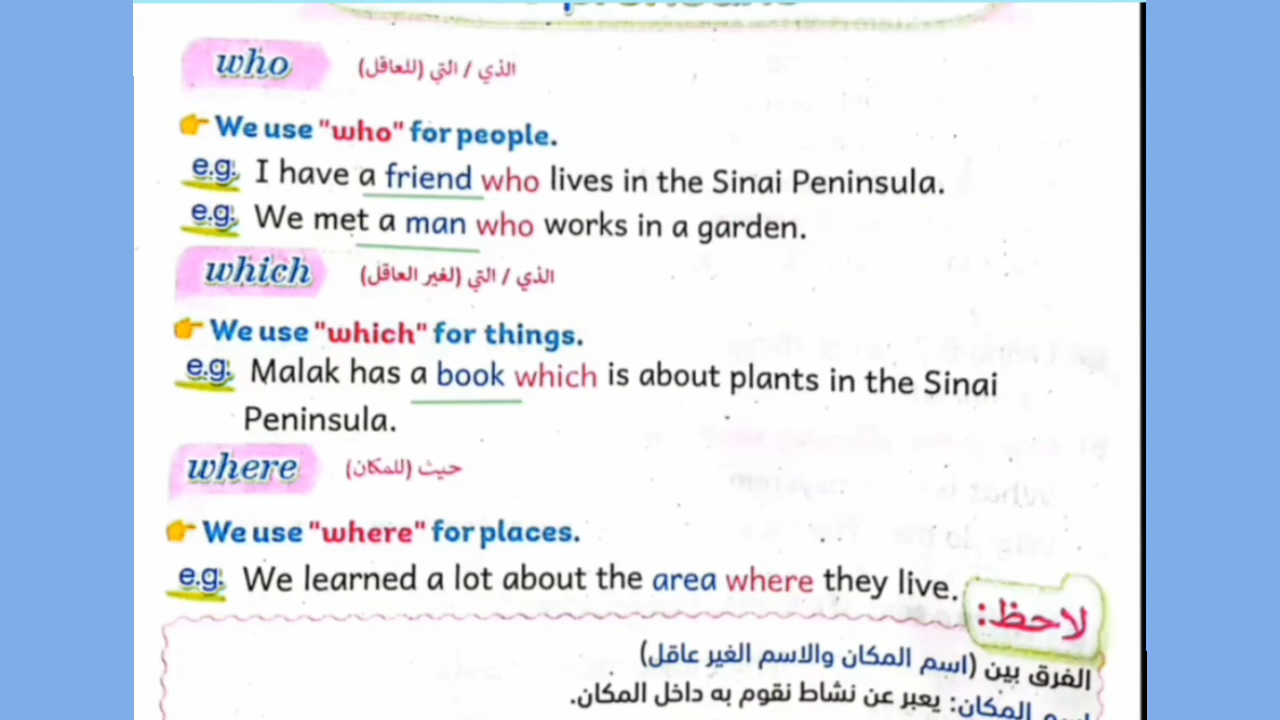 who الذي / التي (للعاقل)
We use "who" for people.
e.g. I have a friend who lives in the Sinai Peninsula.
e.g. We met a man who works in a garden.
which الذي / التي (لغير العاقل)
We use "which" for things.
e.g. Malak has a book which is about plants in the Sinai
Peninsula.
where حيث (للمكان)
We use "where" for places.
e.g. We learned a lot about the area where they live.
لاحظ:
الفرق بين (اسم المكان والاسم الغير عاقل)
اسم المكان: يعبر عن نشاط نقوم به داخل المكان.